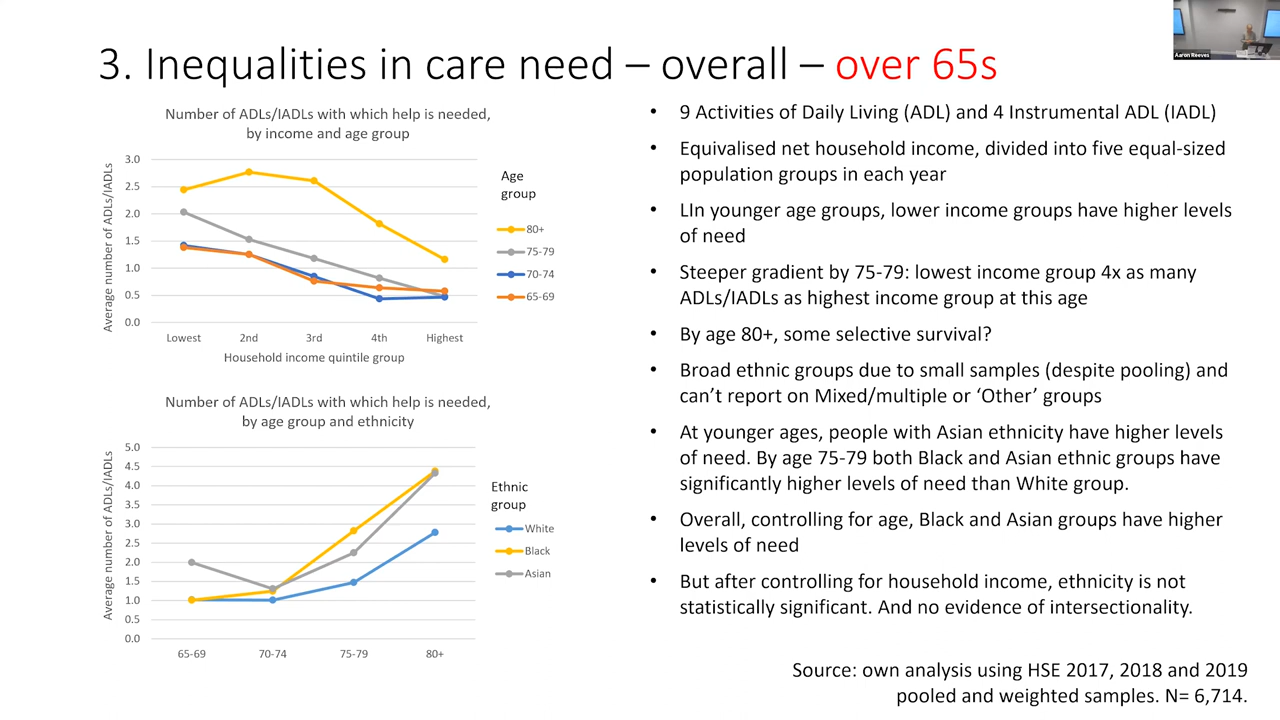 3. Inequalities in care need – overall – over 65s
Aaron Reeves
Number of ADLs/IADLs with which help is needed,
by income and age group
Average number of ADLs/IADLs
3.0
2.5
2.0
1.5
1.0
0.5
0.0
Lowest 2nd 3rd 4th Highest
Household income quintile group
Age
group
80+
75-79
70-74
65-69
Number of ADLs/IADLs with which help is needed,
by age group and ethnicity
Average number of ADLs/IADLs
5.0
4.5
4.0
3.5
3.0
2.5
2.0
1.5
1.0
0.5
0.0
65-69 70-74 75-79 80+
Ethnic
group
White
Black
Asian
• 9 Activities of Daily Living (ADL) and 4 Instrumental ADL (IADL)
• Equivalised net household income, divided into five equal-sized
population groups in each year
• LIn younger age groups, lower income groups have higher levels
of need
• Steeper gradient by 75-79: lowest income group 4x as many
ADLs/IADLs as highest income group at this age
• By age 80+, some selective survival?
• Broad ethnic groups due to small samples (despite pooling) and
can’t report on Mixed/multiple or ‘Other’ groups
• At younger ages, people with Asian ethnicity have higher levels
of need. By age 75-79 both Black and Asian ethnic groups have
significantly higher levels of need than White group.
• Overall, controlling for age, Black and Asian groups have higher
levels of need
• But after controlling for household income, ethnicity is not
statistically significant. And no evidence of intersectionality.
Source: own analysis using HSE 2017, 2018 and 2019
pooled and weighted samples. N= 6,714.